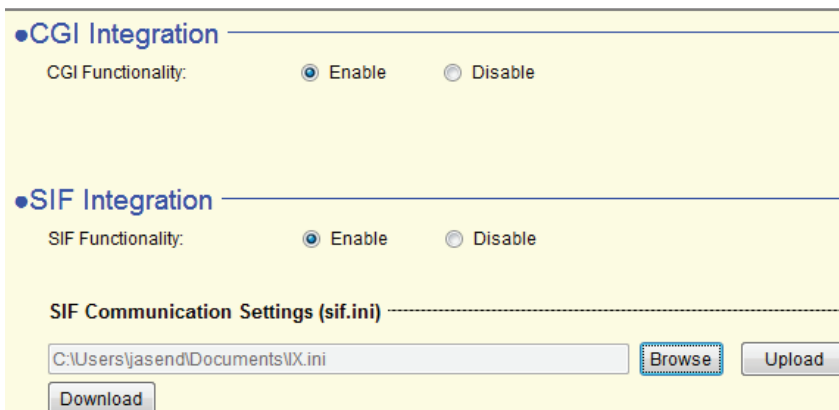 ●CGI Integration
CGI Functionality: Enable Disable
●SIF Integration
SIF Functionality: Enable Disable
SIF Communication Settings (sif.ini)
C:\Users\jasend\Documents\IX.ini Browse Upload
Download